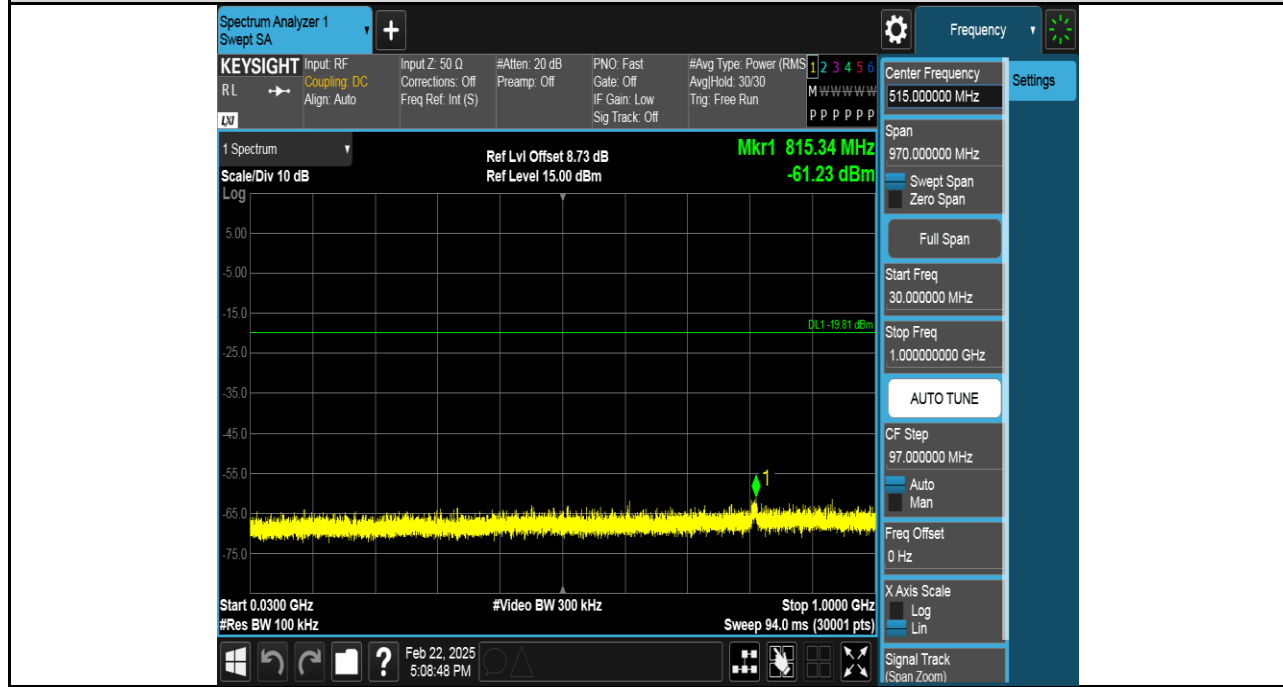 Spectrum Analyzer 1
Swept SA
+
Frequency
KEYSIGHT
RL
LXI
Input: RF
Coupling: DC
Align: Auto
Input Z: 50 Ω
Corrections: Off
Freq Ref: Int (S)
#Atten: 20 dB
Preamp: Off
PNO: Fast
Gate: Off
IF Gain: Low
Sig Track: Off
#Avg Type: Power (RMS
Avg|Hold: 30/30
Trig: Free Run
1 2 3 4 5 6
M W W W W W
P P P P P P
1 Spectrum
Scale/Div 10 dB
Ref Lvl Offset 8.73 dB
Ref Level 15.00 dBm
Mkr1 815.34 MHz
-61.23 dBm
Log
5.00
-5.00
-15.0
DL1 -19.81 dBm
-25.0
-35.0
-45.0
-55.0
1
-65.0
-75.0
Start 0.0300 GHz
#Res BW 100 kHz
#Video BW 300 kHz
Stop 1.0000 GHz
Sweep 94.0 ms (30001 pts)
?
Feb 22, 2025
5:08:48 PM
Center Frequency
515.000000 MHz
Settings
Span
970.000000 MHz
Swept Span
Zero Span
Full Span
Start Freq
30.000000 MHz
Stop Freq
1.000000000 GHz
AUTO TUNE
CF Step
97.000000 MHz
Auto
Man
Freq Offset
0 Hz
X Axis Scale
Log
Lin
Signal Track
(Span Zoom)